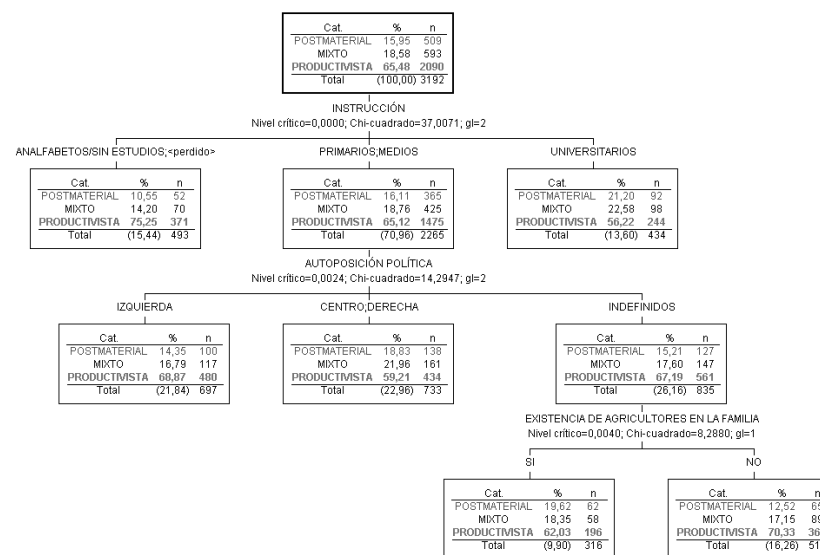 Cat. % n
POSTMATERIAL 15,95 509
MIXTO 18,58 593
PRODUCTIVISTA 65,48 2090
Total (100,00) 3192
INSTRUCCIÓN
Nivel crítico=0,0000; Chi-cuadrado=37,0071; gl=2
ANALFABETOS/SIN ESTUDIOS;<perdido>
Cat. % n
POSTMATERIAL 10,55 52
MIXTO 14,20 70
PRODUCTIVISTA 75,25 371
Total (15,44) 493
PRIMARIOS;MEDIOS
Cat. % n
POSTMATERIAL 16,11 365
MIXTO 18,76 425
PRODUCTIVISTA 65,12 1475
Total (70,96) 2265
UNIVERSITARIOS
Cat. % n
POSTMATERIAL 21,20 92
MIXTO 22,58 98
PRODUCTIVISTA 56,22 244
Total (13,60) 434
AUTOPOSICIÓN POLÍTICA
Nivel crítico=0,0024; Chi-cuadrado=14,2947; gl=2
IZQUIERDA
Cat. % n
POSTMATERIAL 14,35 100
MIXTO 16,79 117
PRODUCTIVISTA 68,87 480
Total (21,84) 697
CENTRO;DERECHA
Cat. % n
POSTMATERIAL 18,83 138
MIXTO 21,96 161
PRODUCTIVISTA 59,21 434
Total (22,96) 733
INDEFINIDOS
Cat. % n
POSTMATERIAL 15,21 127
MIXTO 17,60 147
PRODUCTIVISTA 67,19 561
Total (26,16) 835
EXISTENCIA DE AGRICULTORES EN LA FAMILIA
Nivel crítico=0,0040; Chi-cuadrado=8,2880; gl=1
SI
Cat. % n
POSTMATERIAL 19,62 62
MIXTO 18,35 58
PRODUCTIVISTA 62,03 196
Total (9,90) 316
NO
Cat. % n
POSTMATERIAL 12,52 65
MIXTO 17,15 89
PRODUCTIVISTA 70,33
Total (16,26)